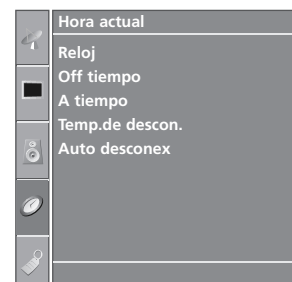 Hora actual
Reloj
Off tiempo
A tiempo
Temp.de descon.
Auto desconex